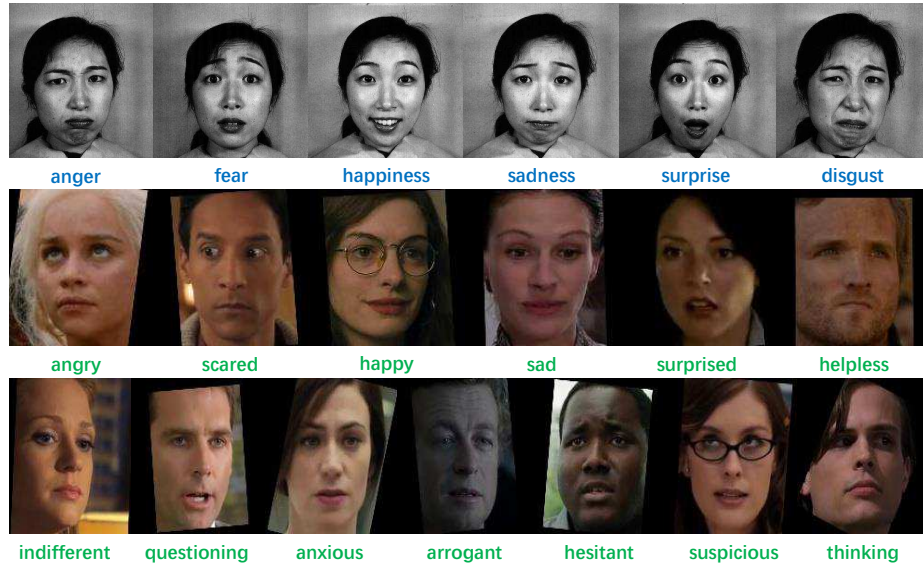 anger fear happiness sadness surprise disgust
angry scared happy sad surprised helpless
indifferent questioning anxious arrogant hesitant suspicious thinking